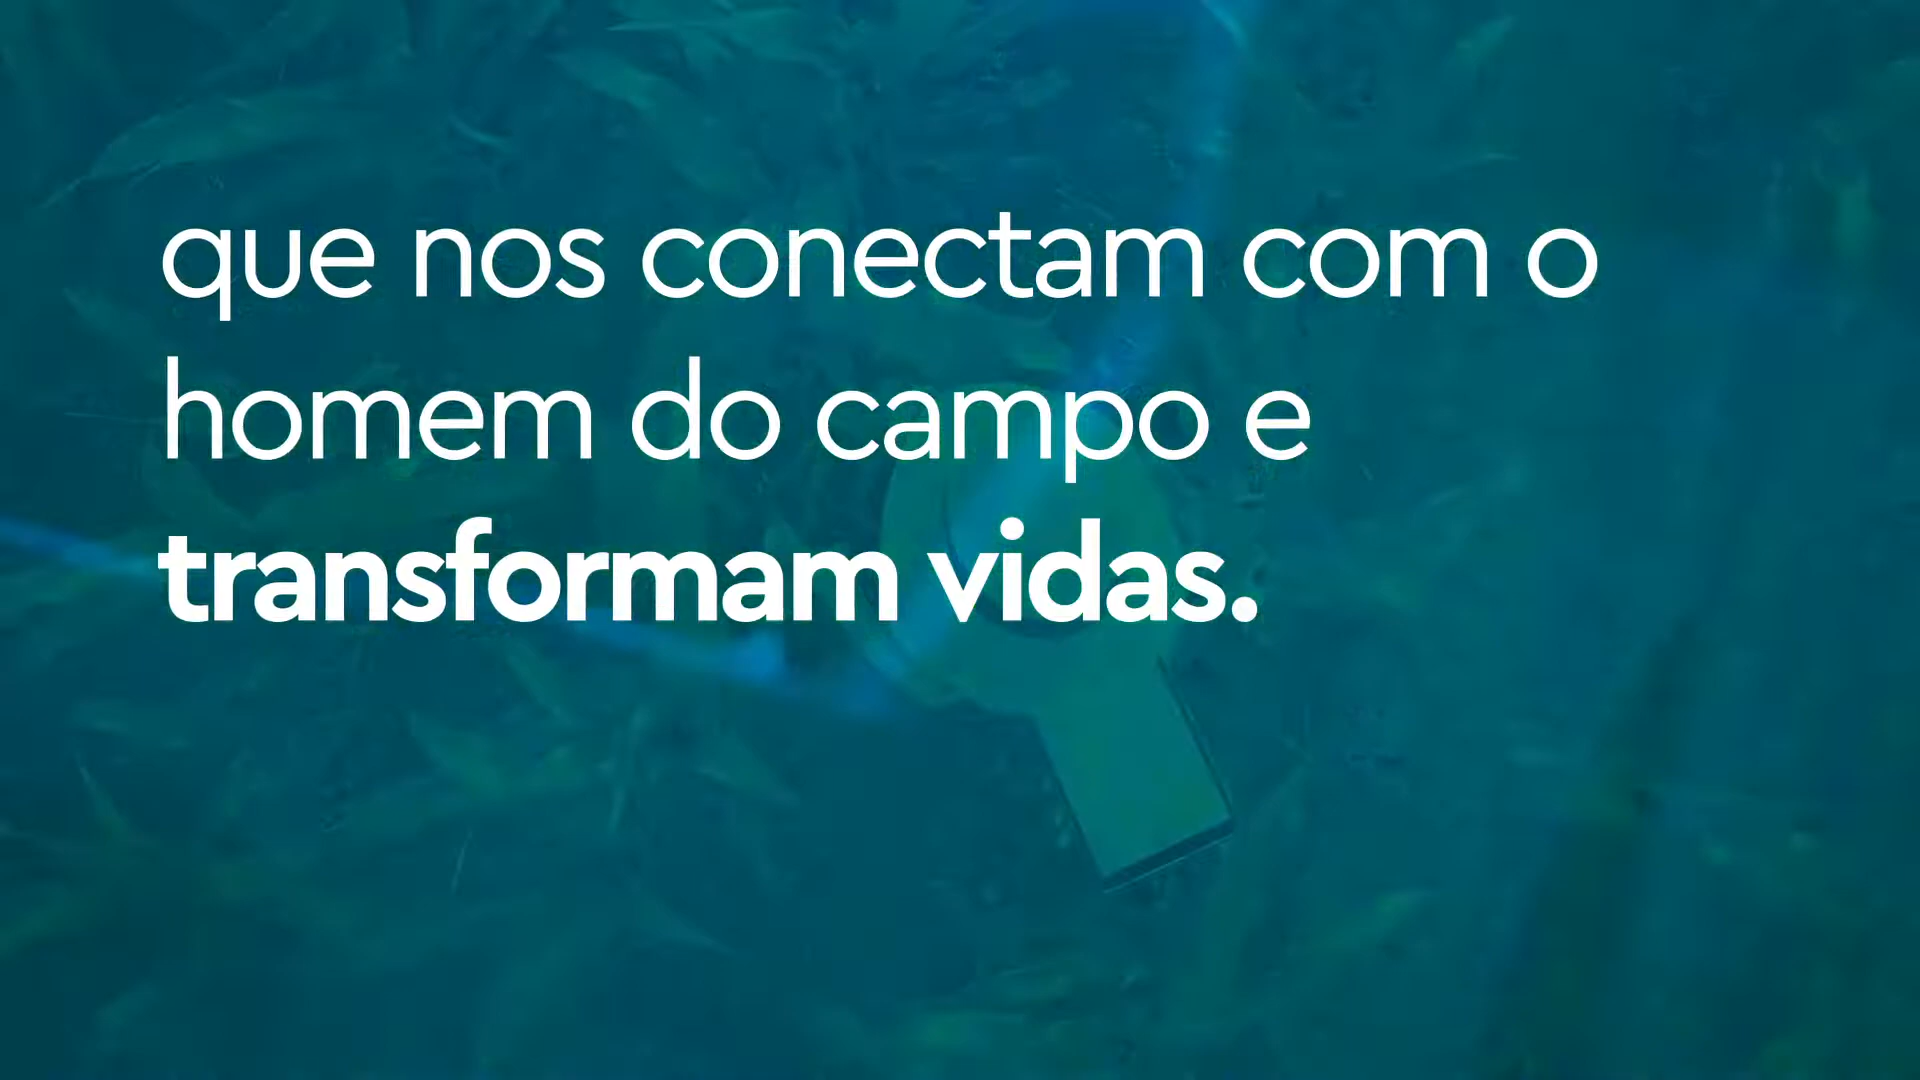 que nos conectam com o
homem do campo e
transformam vidas.